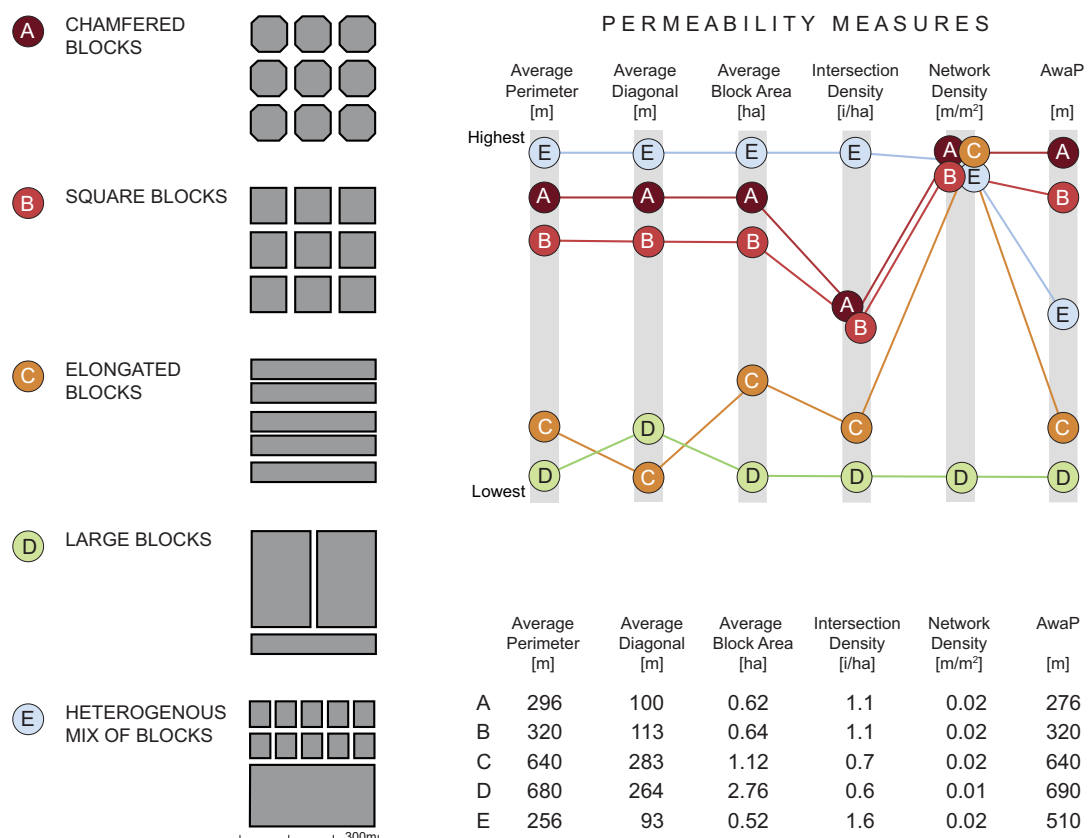 A CHAMFERED
BLOCKS
B SQUARE BLOCKS
C ELONGATED
BLOCKS
D LARGE BLOCKS
E HETEROGENOUS
MIX OF BLOCKS
300m
PERMEABILITY MEASURES
Average Average Average Intersection Network AwaP
Perimeter Diagonal Block Area Density Density
[m] [m] [ha] [i/ha] [m/m²] [m]
Highest
E E E E A C A
B E
A A A B
B B B
A E
B
C
C C C
D
D C D D D D
Lowest
Average Average Average Intersection Network AwaP
Perimeter Diagonal Block Area Density Density
[m] [m] [ha] [i/ha] [m/m²] [m]
A 296 100 0.62 1.1 0.02 276
B 320 113 0.64 1.1 0.02 320
C 640 283 1.12 0.7 0.02 640
D 680 264 2.76 0.6 0.01 690
E 256 93 0.52 1.6 0.02 510